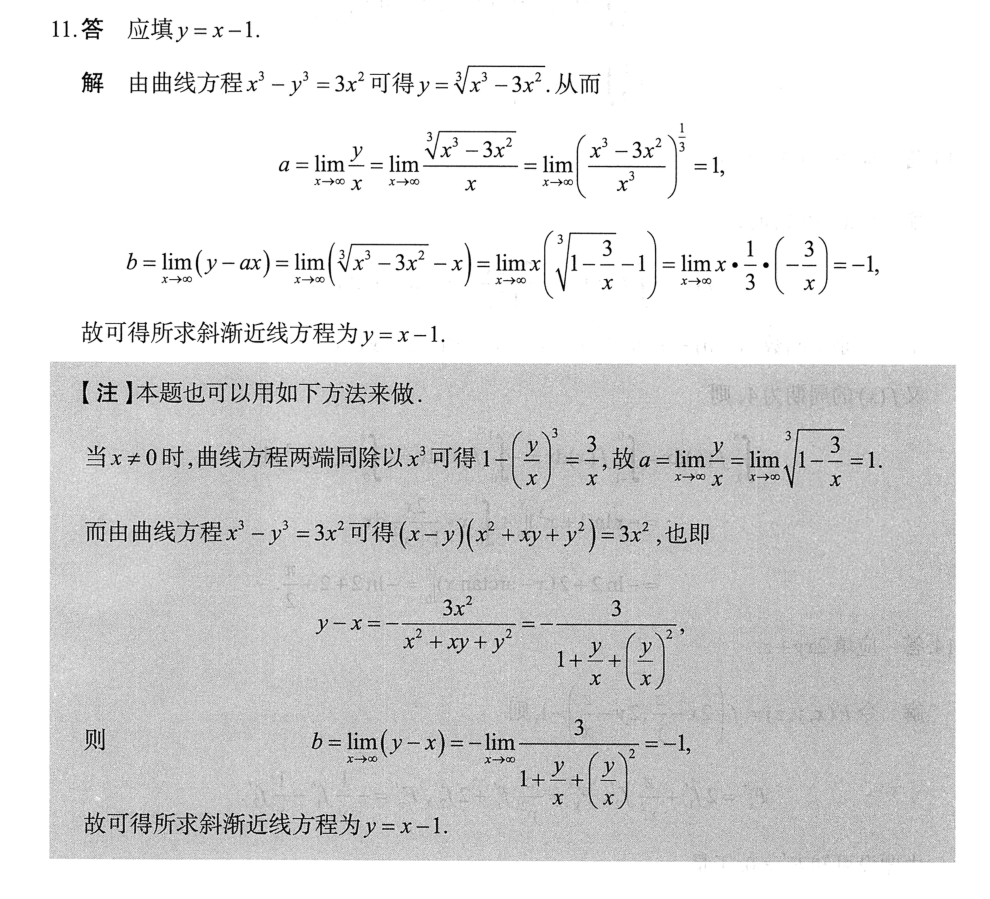 11.答 应填y=x-1.
解 由曲线方程x³-y³=3x²可得y=∛(x³-3x²).从而
a=lim_{x→∞} y/x=lim_{x→∞} ∛(x³-3x²)/x=lim_{x→∞}((x³-3x²)/x³)^{1/3}=1,
b=lim_{x→∞}(y-ax)=lim_{x→∞}(∛(x³-3x²)-x)=lim_{x→∞}x(∛(1-3/x)-1)=lim_{x→∞}x·1/3·(-3/x)=-1,
故可得所求斜渐近线方程为y=x-1.
【注】本题也可以用如下方法来做.
当x≠0时,曲线方程两端同除以x³可得1-(y/x)³=3/x,故a=lim_{x→∞} y/x=lim_{x→∞}∛(1-3/x)=1.
而由曲线方程x³-y³=3x²可得(x-y)(x²+xy+y²)=3x²,也即
y-x=-3x²/(x²+xy+y²)=-3/(1+y/x+(y/x)²),
则 b=lim_{x→∞}(y-x)=-lim_{x→∞} 3/(1+y/x+(y/x)²)=-1,
故可得所求斜渐近线方程为y=x-1.